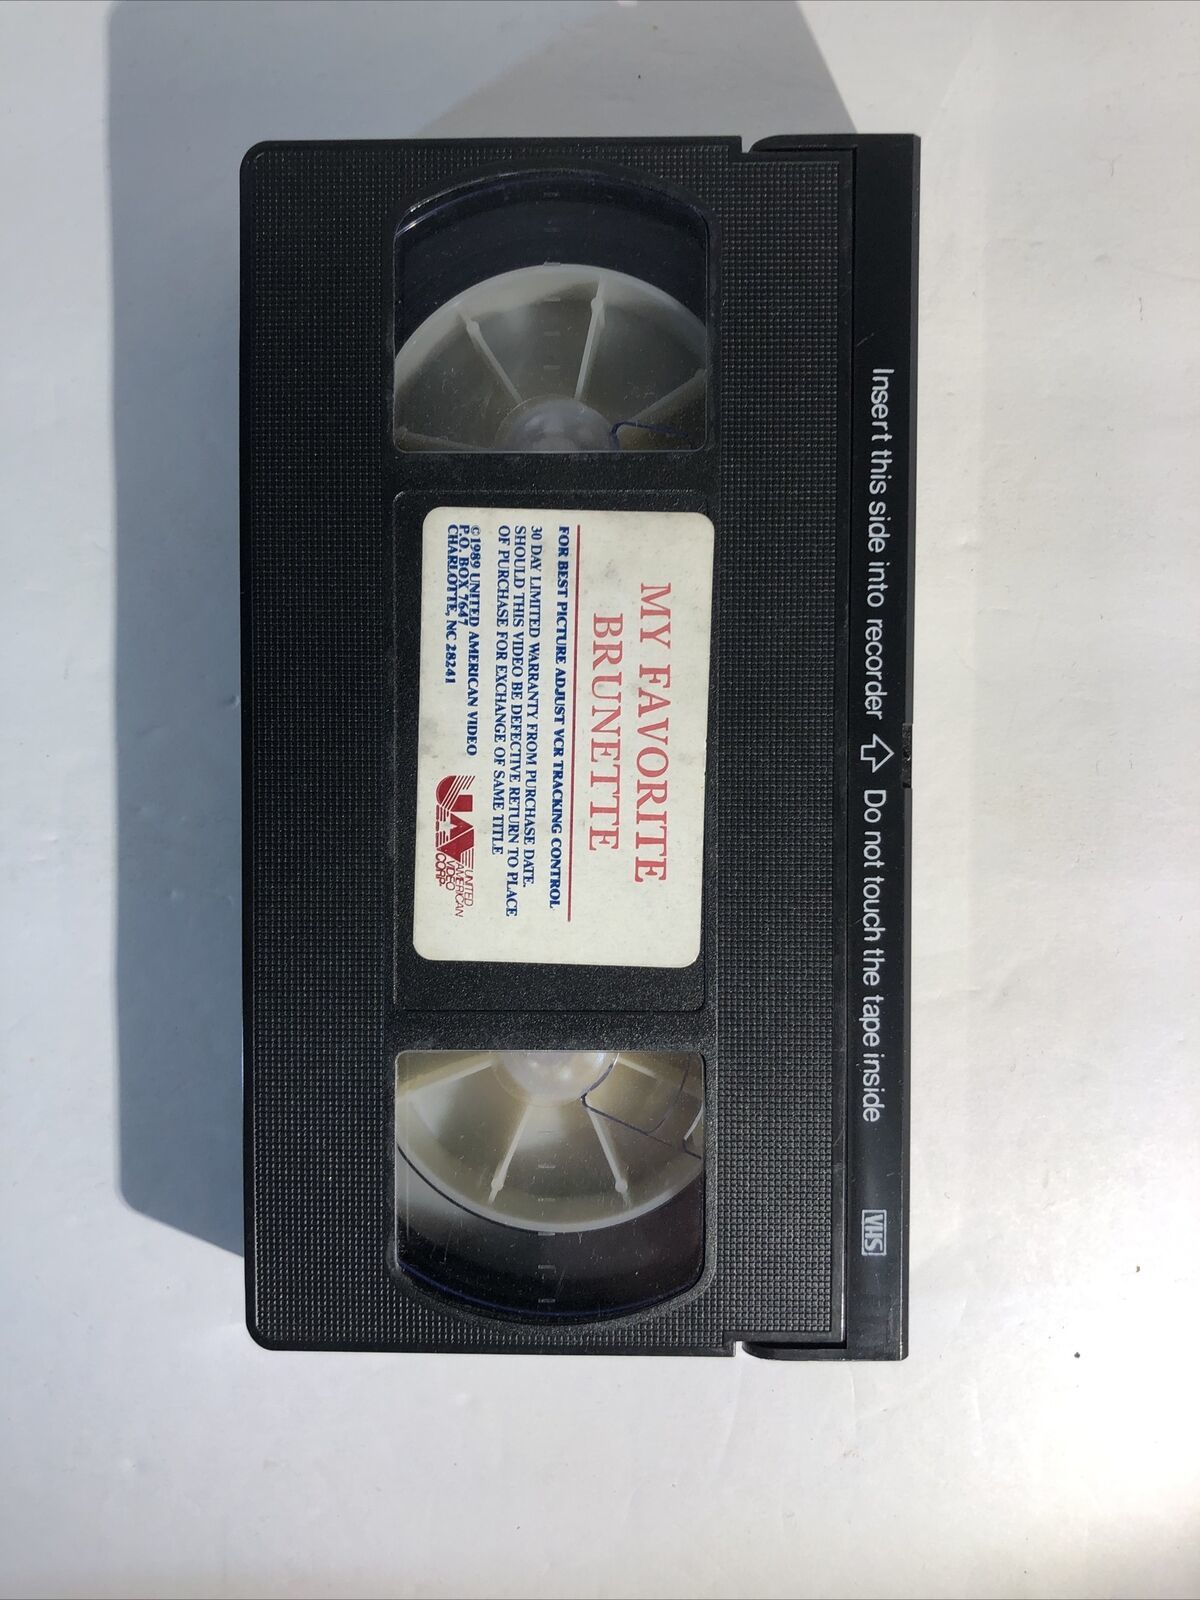 Insert this side into recorder ⇧ Do not touch the tape inside
VHS
MY FAVORITE
BRUNETTE
FOR BEST PICTURE ADJUST VCR TRACKING CONTROL
30 DAY LIMITED WARRANTY FROM PURCHASE DATE.
SHOULD THIS VIDEO BE DEFECTIVE RETURN TO PLACE
OF PURCHASE FOR EXCHANGE OF SAME TITLE
©1989 UNITED AMERICAN VIDEO
P.O. BOX 7647
CHARLOTTE, NC 28241
UAV
UNITED
AMERICAN
VIDEO
CORP.